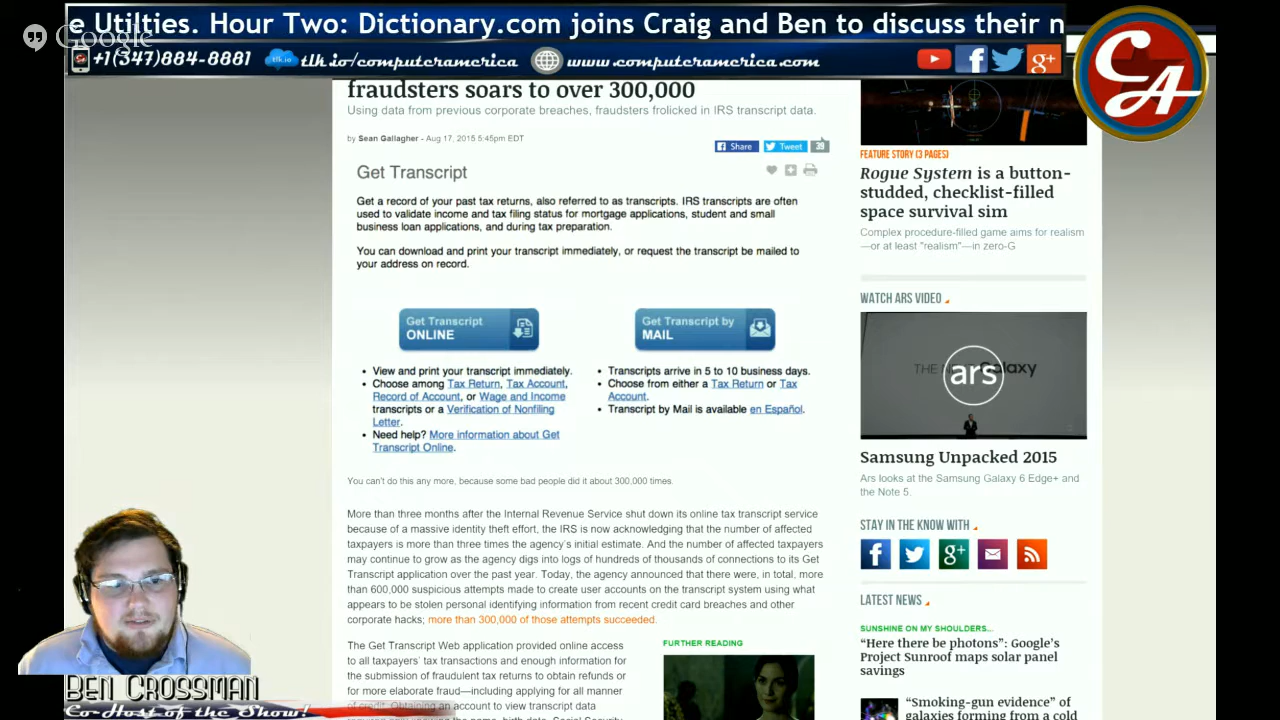 e Utilties. Hour Two: Dictionary.com joins Craig and Ben to discuss their n
Google
+1(347)884-8881
tlk.io
tlk.io/computeramerica
www.computeramerica.com
CA
fraudsters soars to over 300,000
Using data from previous corporate breaches, fraudsters frolicked in IRS transcript data.
by Sean Gallagher - Aug 17, 2015 5:45pm EDT
Share
Tweet
39
Get Transcript
Get a record of your past tax returns, also referred to as transcripts. IRS transcripts are often
used to validate income and tax filing status for mortgage applications, student and small
business loan applications, and during tax preparation.
You can download and print your transcript immediately, or request the transcript be mailed to
your address on record.
Get Transcript
ONLINE
• View and print your transcript immediately.
• Choose among Tax Return, Tax Account,
Record of Account, or Wage and Income
transcripts or a Verification of Nonfiling
Letter.
• Need help? More information about Get
Transcript Online.
Get Transcript by
MAIL
• Transcripts arrive in 5 to 10 business days.
• Choose from either a Tax Return or Tax
Account.
• Transcript by Mail is available en Español.
You can't do this any more, because some bad people did it about 300,000 times.
More than three months after the Internal Revenue Service shut down its online tax transcript service
because of a massive identity theft effort, the IRS is now acknowledging that the number of affected
taxpayers is more than three times the agency's initial estimate. And the number of affected taxpayers
may continue to grow as the agency digs into logs of hundreds of thousands of connections to its Get
Transcript application over the past year. Today, the agency announced that there were, in total, more
than 600,000 suspicious attempts made to create user accounts on the transcript system using what
appears to be stolen personal identifying information from recent credit card breaches and other
corporate hacks; more than 300,000 of those attempts succeeded.
The Get Transcript Web application provided online access
to all taxpayers' tax transactions and enough information for
the submission of fraudulent tax returns to obtain refunds or
for more elaborate fraud—including applying for all manner
of credit. Obtaining an account to view transcript data
FURTHER READING
FEATURE STORY (3 PAGES)
Rogue System is a button-
studded, checklist-filled
space survival sim
Complex procedure-filled game aims for realism
—or at least "realism"—in zero-G
WATCH ARS VIDEO
ars
Samsung Unpacked 2015
Ars looks at the Samsung Galaxy 6 Edge+ and
the Note 5.
STAY IN THE KNOW WITH
LATEST NEWS
SUNSHINE ON MY SHOULDERS...
“Here there be photons”: Google’s
Project Sunroof maps solar panel
savings
“Smoking-gun evidence” of
galaxies forming from a cold
BEN CROSSMAN
Co-Host of the Show!